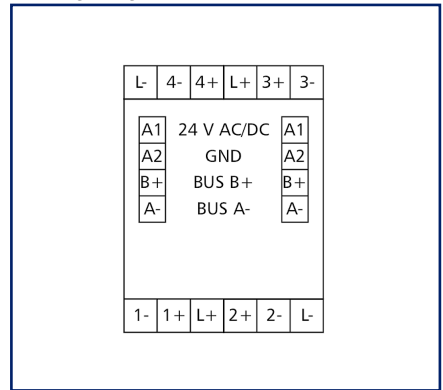 L- 4- 4+ L+ 3+ 3-
A1 24 V AC/DC A1
A2 GND A2
B+ BUS B+ B+
A- BUS A- A-
1- 1+ L+ 2+ 2- L-